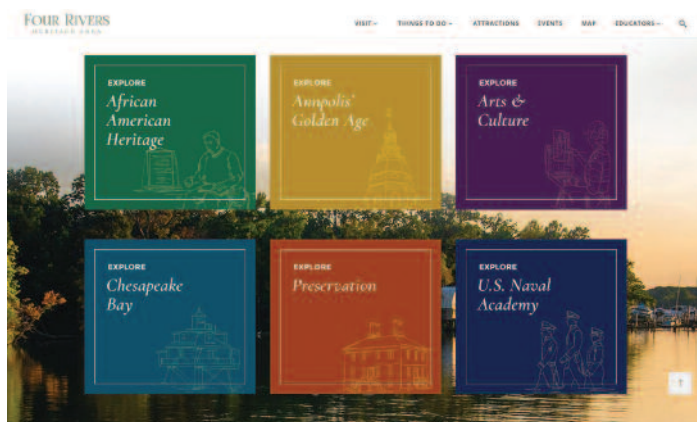 FOUR RIVERS
HERITAGE AREA
VISIT
THINGS TO DO
ATTRACTIONS
EVENTS
MAP
EDUCATORS
EXPLORE
African
American
Heritage
EXPLORE
Annpolis'
Golden Age
EXPLORE
Arts &
Culture
EXPLORE
Chesapeake
Bay
EXPLORE
Preservation
EXPLORE
U.S. Naval
Academy